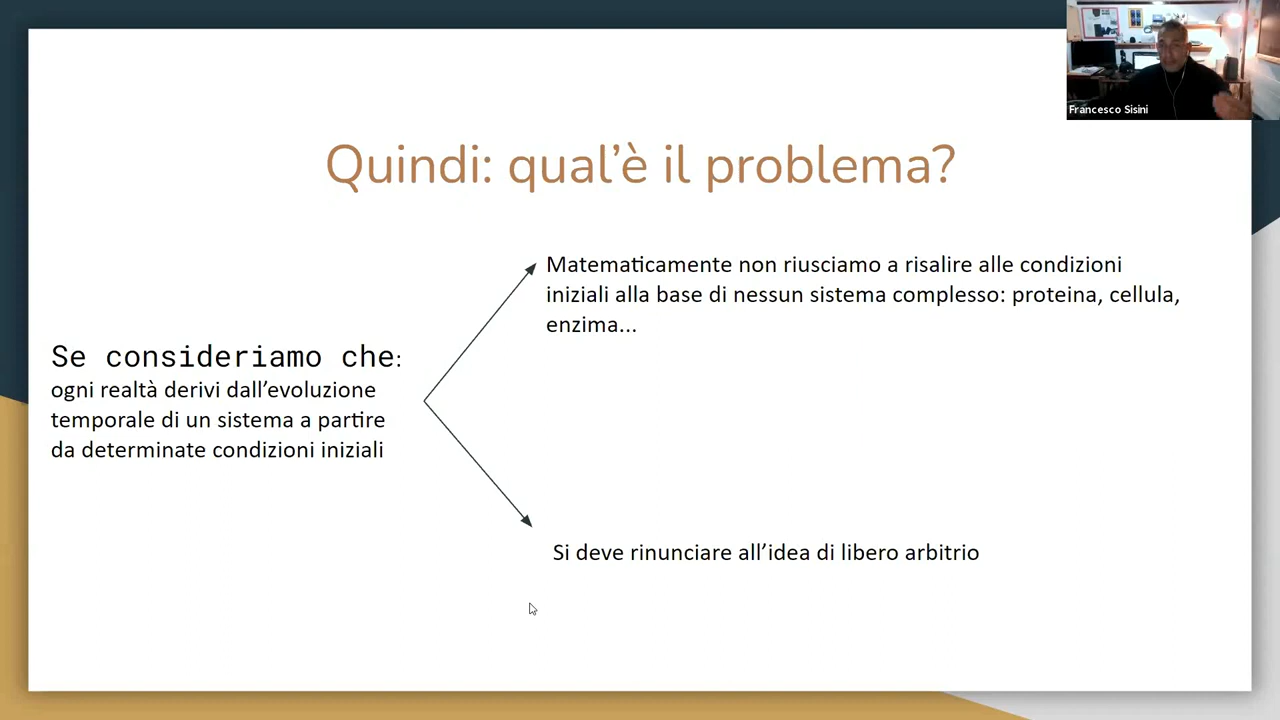 Francesco Sisini
Quindi: qual’è il problema?
Matematicamente non riusciamo a risalire alle condizioni
iniziali alla base di nessun sistema complesso: proteina, cellula,
enzima...
Se consideriamo che:
ogni realtà derivi dall’evoluzione
temporale di un sistema a partire
da determinate condizioni iniziali
Si deve rinunciare all’idea di libero arbitrio